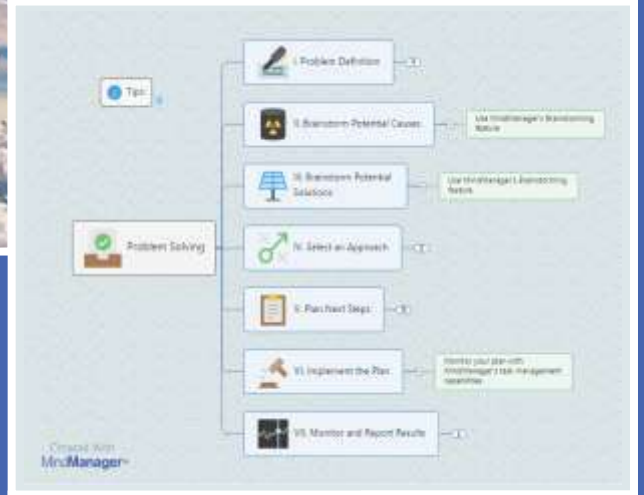 Tips
I. Problem Definition
II. Brainstorm Potential Causes
Use MindManager's Brainstorming
feature
III. Brainstorm Potential
Solutions
Use MindManager's Brainstorming
feature
Problem Solving
IV. Select an Approach
V. Plan Next Steps
VI. Implement the Plan
Monitor your plan with
MindManager's task management
capabilities
VII. Monitor and Report Results
Created With
MindManager